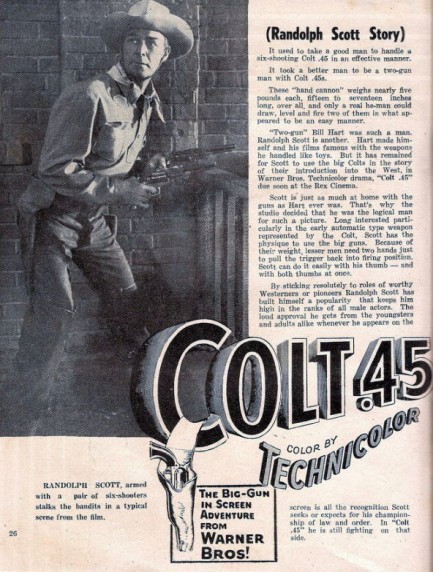 (Randolph Scott Story)
It used to take a good man to handle a
six-shooting Colt .45 in an effective manner.
It took a better man to be a two-gun
man with Colt .45s.
These "hand cannon" weighs nearly five
pounds each, fifteen to seventeen inches
long, over all, and only a real he-man could
draw, level and fire two of them is what ap-
peared to be an easy manner.
"Two-gun" Bill Hart was such a man.
Randolph Scott is another. Hart made him-
self and his films famous with the weapons
he handled like toys. But it has remained
for Scott to use the big Colts in the story
of their introduction into the West, in
Warner Bros. Technicolor drama, "Colt .45"
due soon at the Rex Cinema.
Scott is just as much at home with the
guns as Hart ever was. That's why the
studio decided that he was the logical man
for such a picture. Long interested parti-
cularly in the early automatic type weapon
represented by the Colt, Scott has the
physique to use the big guns. Because of
their weight, lesser men need two hands just
to pull the trigger back into firing position.
Scott can do it easily with his thumb — and
with both thumbs at once.
By sticking resolutely to roles of worthy
Westerners or pioneers Randolph Scott has
built himself a popularity that keeps him
high in the ranks of all male actors. The
loud approval he gets from the youngsters
and adults alike whenever he appears on the
COLT .45
COLOR BY
TECHNICOLOR
RANDOLPH SCOTT, armed
with a pair of six-shooters
stalks the bandits in a typical
scene from the film.
THE BIG-GUN
IN SCREEN
ADVENTURE
FROM
WARNER
BROS!
screen is all the recognition Scott
seeks or expects for his champion-
ship of law and order. In "Colt
.45" he is still fighting on that
side.
26